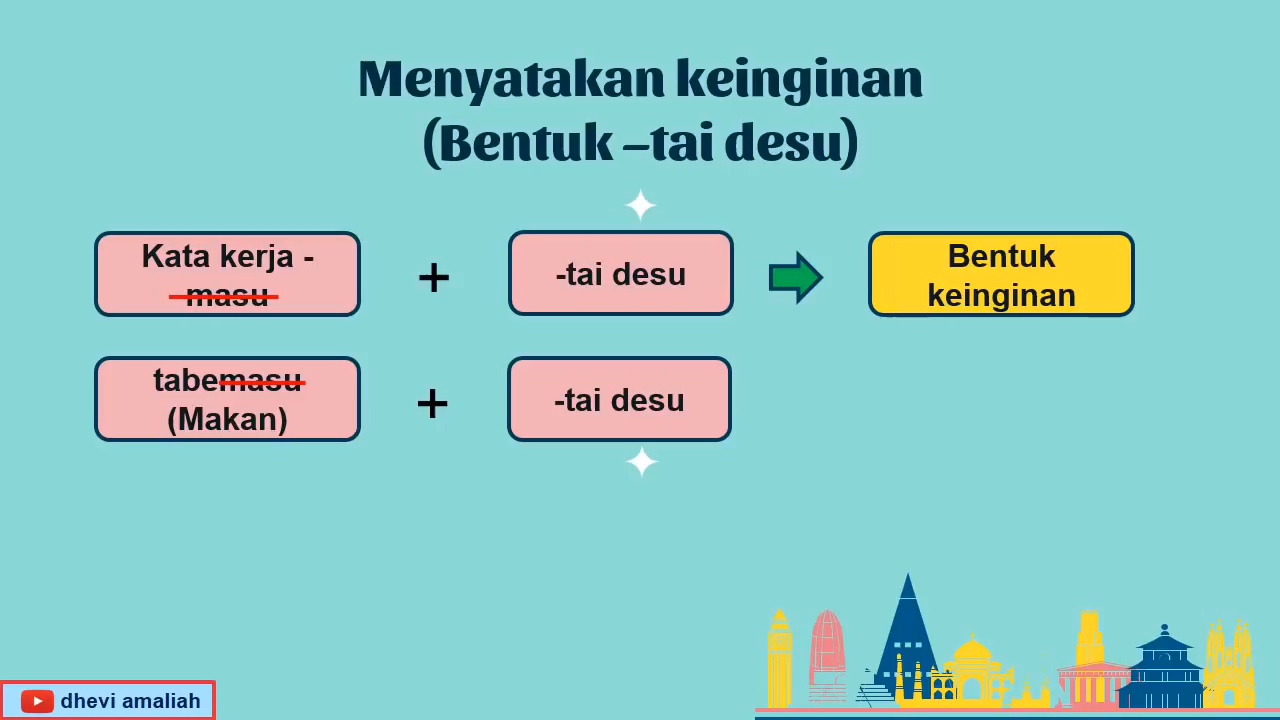 Menyatakan keinginan
(Bentuk –tai desu)
Kata kerja -
masu
+
-tai desu
Bentuk
keinginan
tabemasu
(Makan)
+
-tai desu
dhevi amaliah